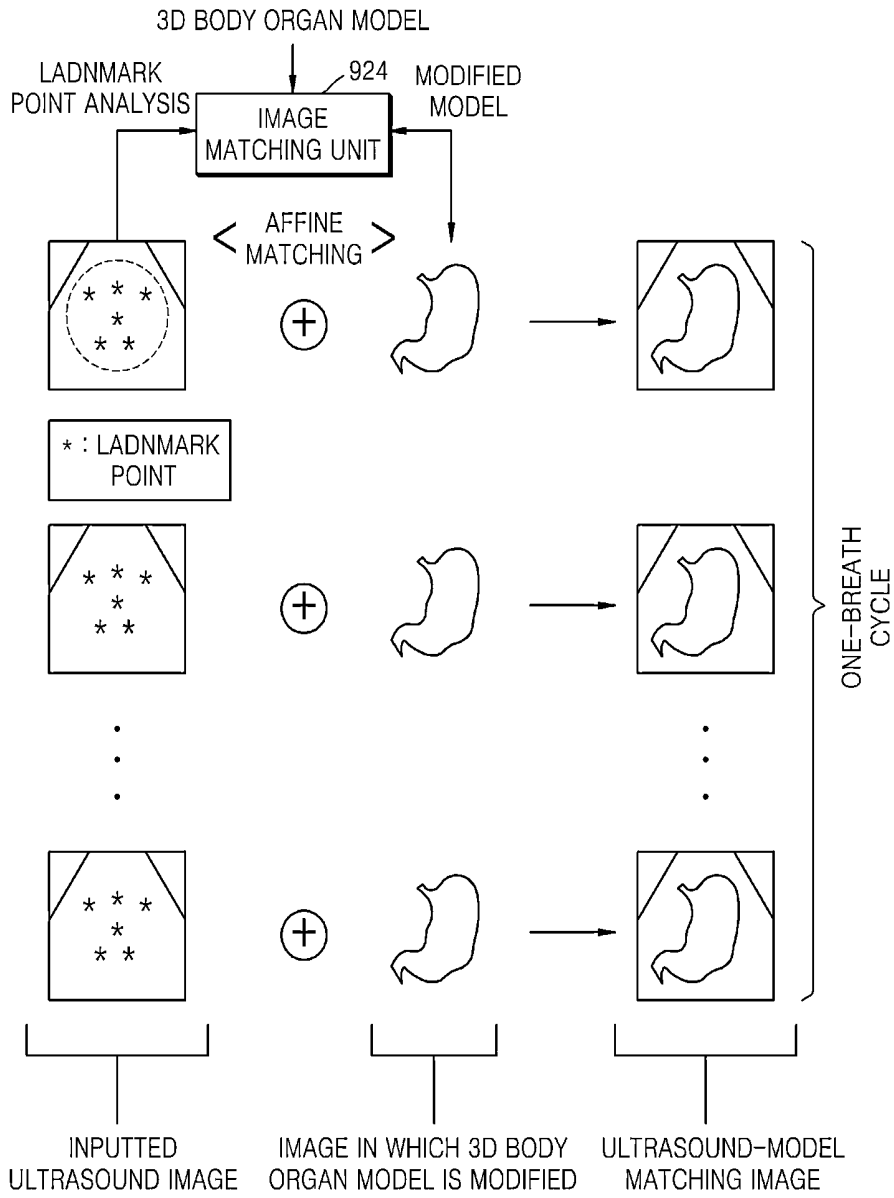 3D BODY ORGAN MODEL
924
LADNMARK
POINT ANALYSIS
IMAGE
MATCHING UNIT
MODIFIED
MODEL
< AFFINE
MATCHING >
* * *
*
* *
+
* : LADNMARK
POINT
* * *
*
* *
+
ONE-BREATH
CYCLE
* * *
*
* *
+
INPUTTED
ULTRASOUND IMAGE
IMAGE IN WHICH 3D BODY
ORGAN MODEL IS MODIFIED
ULTRASOUND-MODEL
MATCHING IMAGE